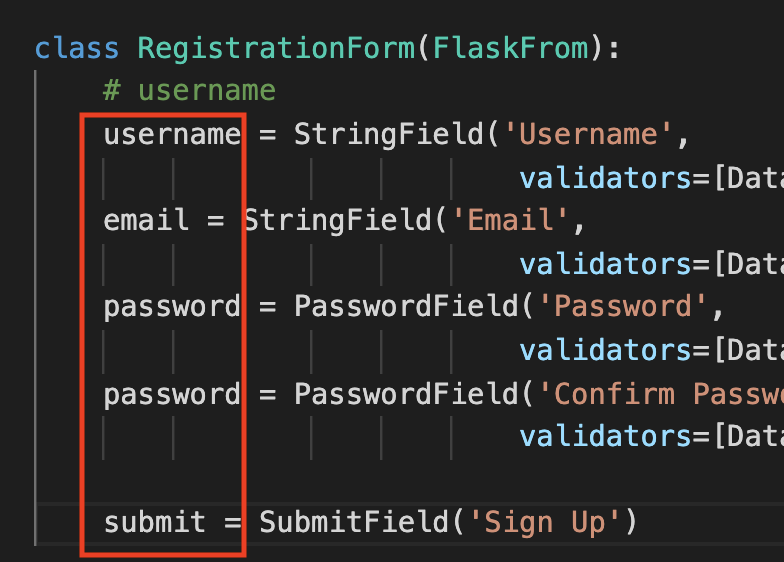 class RegistrationForm(FlaskFrom):
# username
username = StringField('Username',
validators=[Data
email = StringField('Email',
validators=[Data
password = PasswordField('Password',
validators=[Data
password = PasswordField('Confirm Passw
validators=[Data
submit = SubmitField('Sign Up')